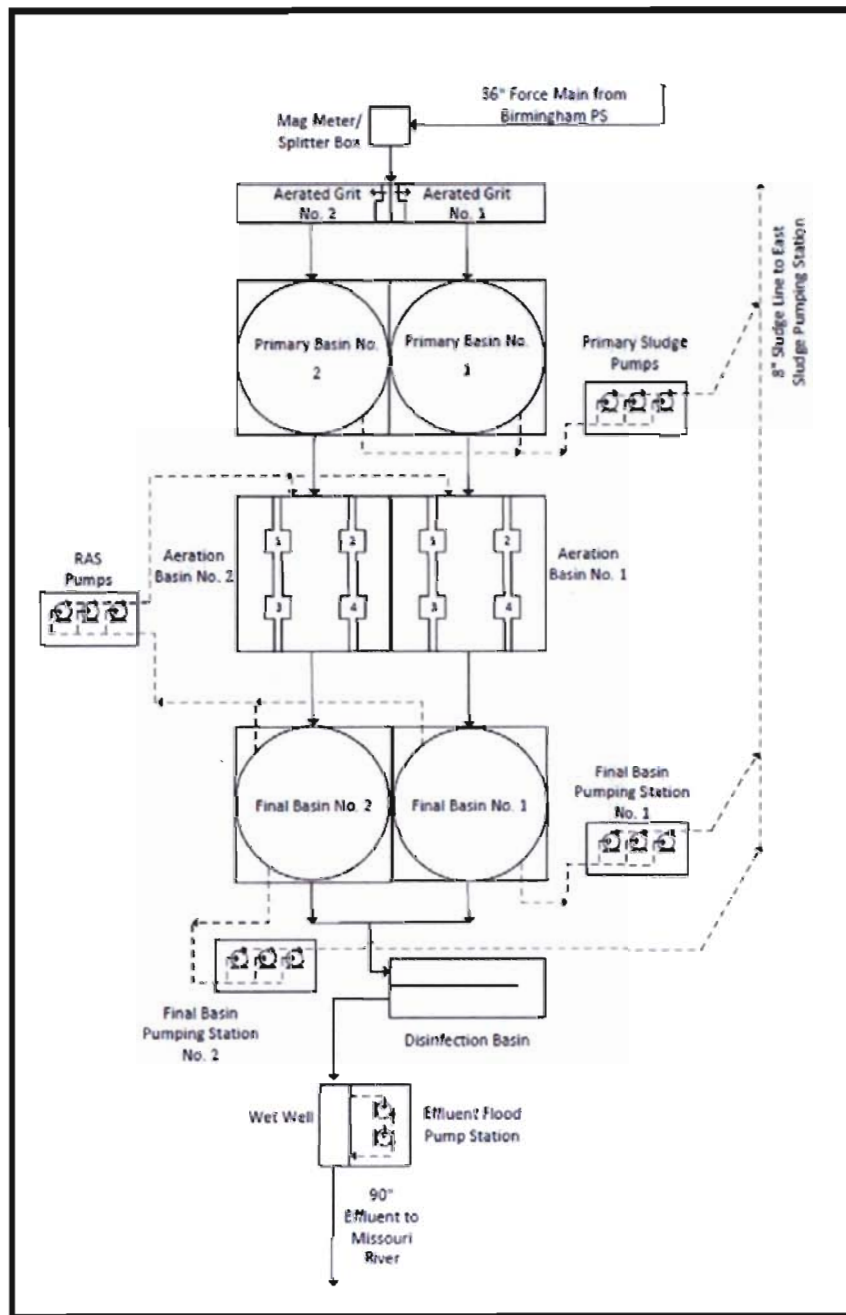 36" Force Main from
Birmingham PS
Mag Meter/
Splitter Box
Aerated Grit
No. 2
Aerated Grit
No. 1
8" Sludge Line to East
Sludge Pumping Station
Primary Basin No.
2
Primary Basin No.
1
Primary Sludge
Pumps
RAS
Pumps
Aeration
Basin No. 2
1
2
3
4
1
2
3
4
Aeration
Basin No. 1
Final Basin No. 2
Final Basin No. 1
Final Basin
Pumping Station
No. 1
Final Basin
Pumping Station
No. 2
Disinfection Basin
Wet Well
Effluent Flood
Pump Station
90"
Effluent to
Missouri
River